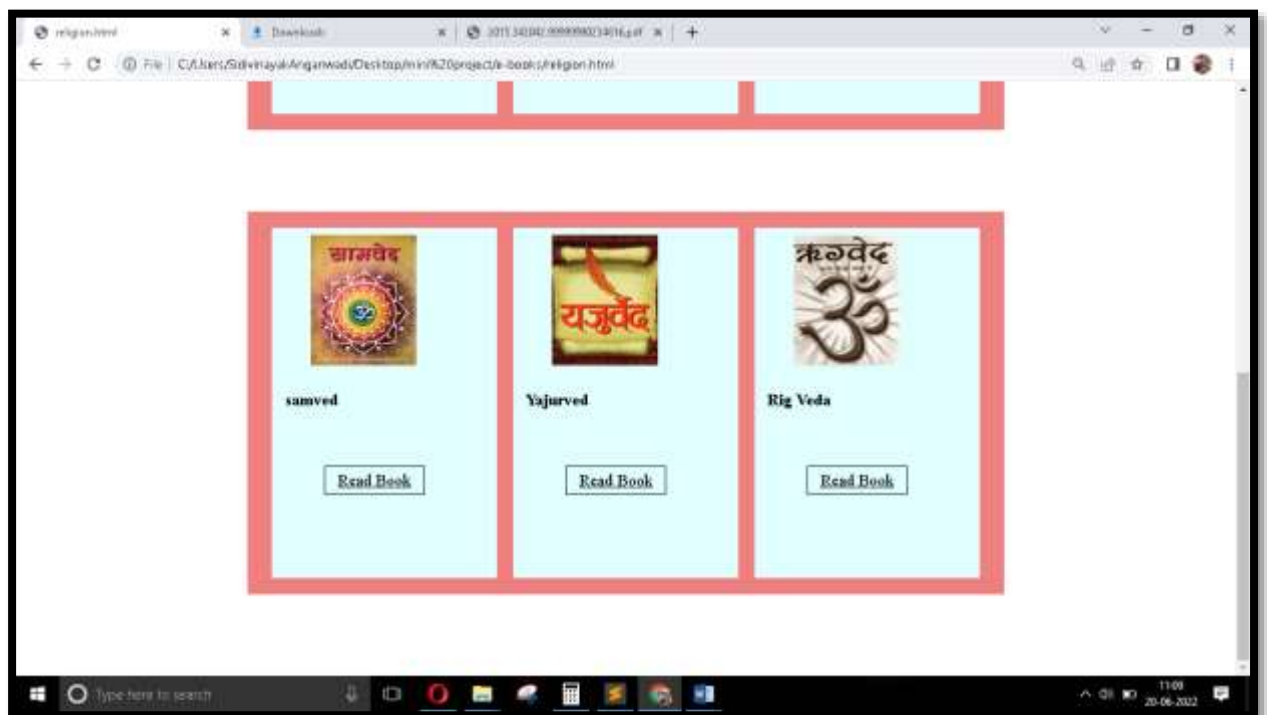 religion.html
Downloads
File | C:/Users/Sidivinayak Anganwadi/Desktop/mini%20project/e-books/religion.html
सामवेद
यजुर्वेद
ऋग्वेद
samved
Yajurved
Rig Veda
Read Book
Read Book
Read Book
Type here to search
11:09
20-06-2022